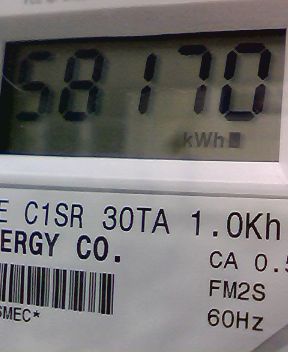 58170
kWh
E C1SR 30TA 1.0Kh
ERGY CO.
CA 0.5
FM2S
60Hz
SMEC*